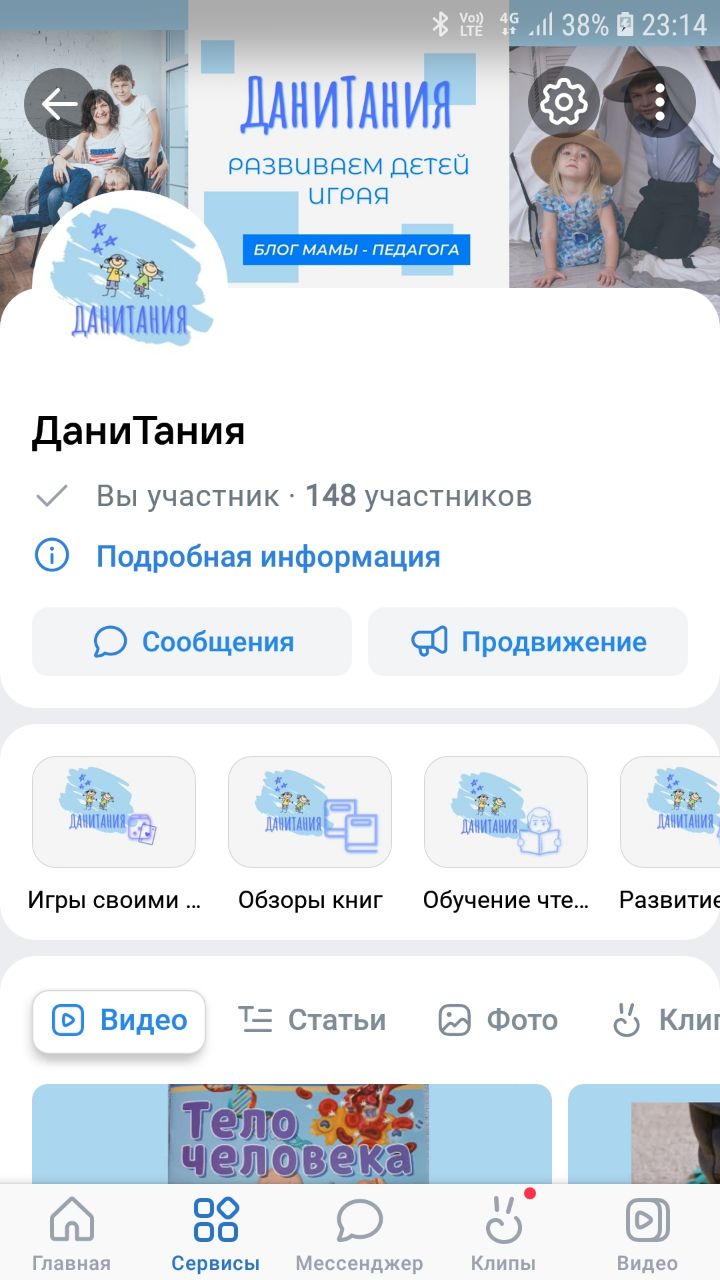 Vo)) LTE 4G 38% 23:14
ДаниТания
РАЗВИВАЕМ ДЕТЕЙ
ИГРАЯ
БЛОГ МАМЫ - ПЕДАГОГА
ДАНИТАНИЯ
ДаниТания
Вы участник · 148 участников
Подробная информация
Сообщения Продвижение
ДАНИТАНИЯ ДАНИТАНИЯ ДАНИТАНИЯ ДАНИТАНИЯ
Игры своими ... Обзоры книг Обучение чте... Развитие
Видео Статьи Фото Клип
Тело
человека
Главная Сервисы Мессенджер Клипы Видео